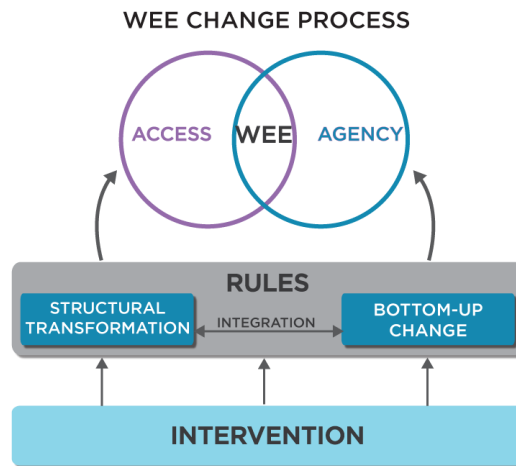 WEE CHANGE PROCESS
ACCESS
WEE
AGENCY
RULES
STRUCTURAL
TRANSFORMATION
INTEGRATION
BOTTOM-UP
CHANGE
INTERVENTION